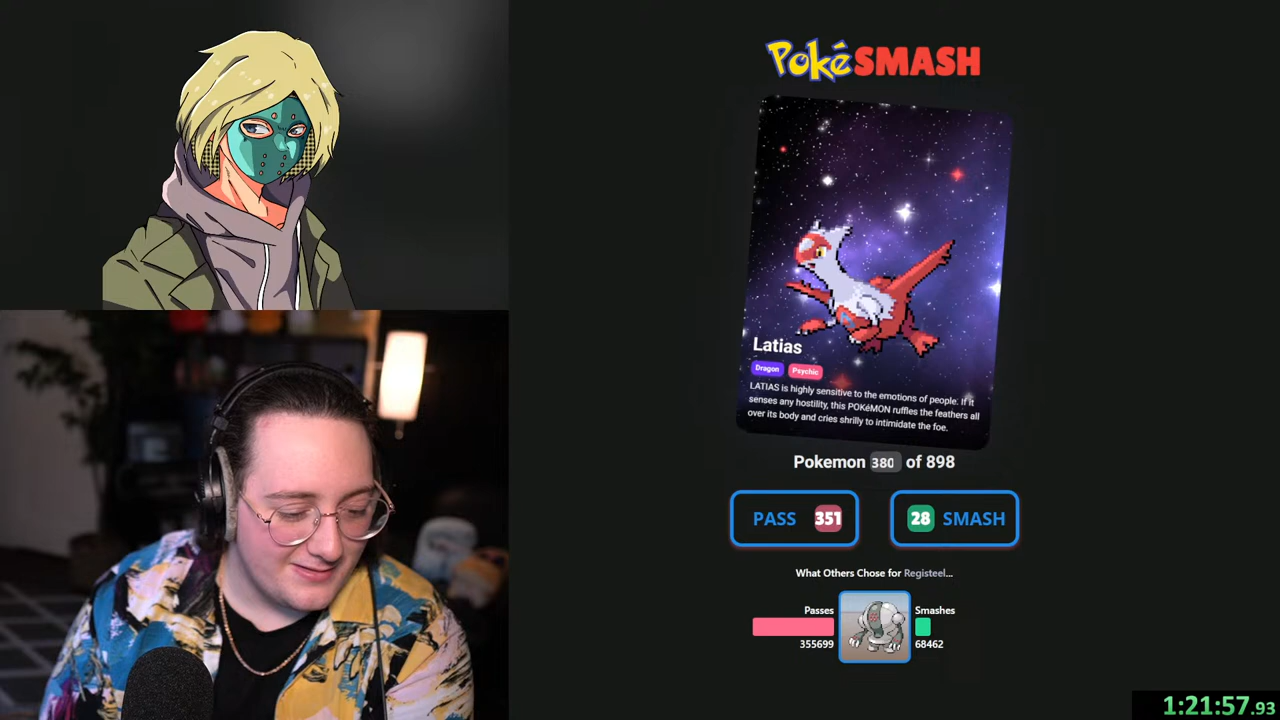 PokéSMASH
Latias
Dragon Psychic
LATIAS is highly sensitive to the emotions of people. If it
senses any hostility, this POKéMON ruffles the feathers all
over its body and cries shrilly to intimidate the foe.
Pokemon 380 of 898
PASS 351 28 SMASH
What Others Chose for Registeel...
Passes Smashes
355699 68462
1:21:57.93